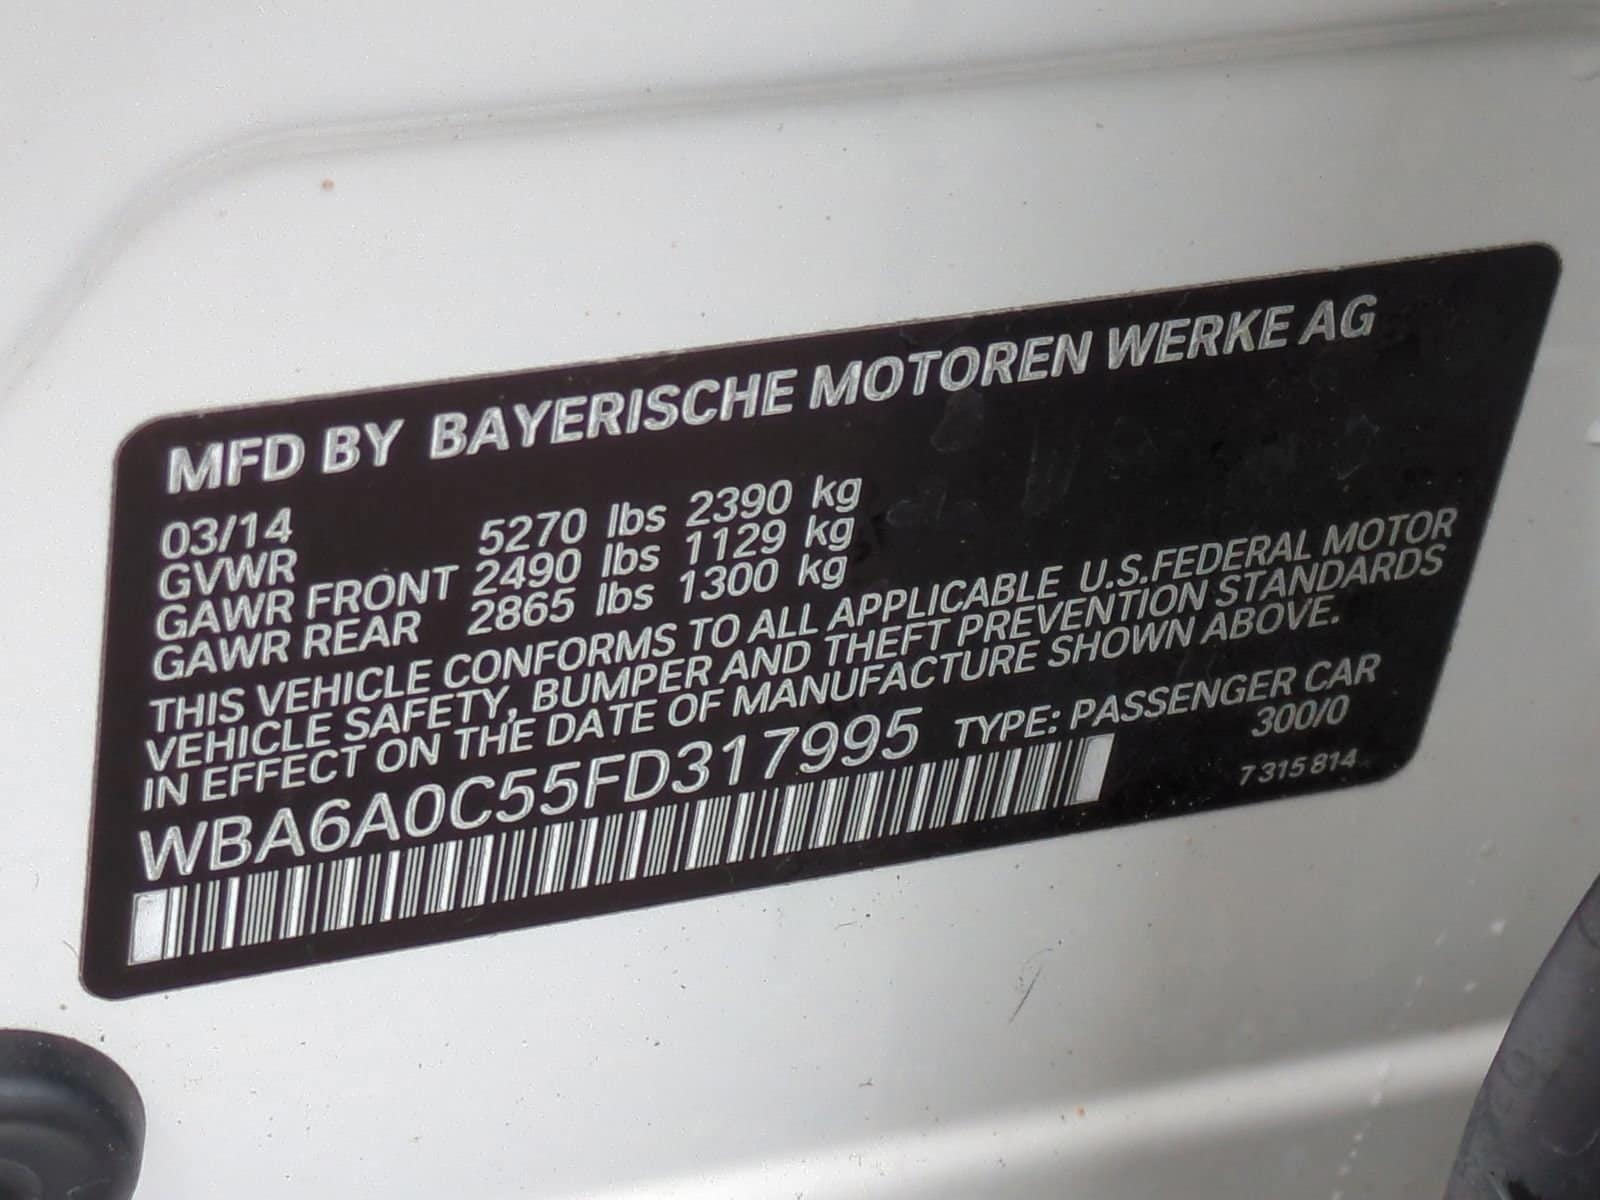 MFD BY BAYERISCHE MOTOREN WERKE AG
03/14
GVWR 5270 lbs 2390 kg
GAWR FRONT 2490 lbs 1129 kg
GAWR REAR 2865 lbs 1300 kg
THIS VEHICLE CONFORMS TO ALL APPLICABLE U.S.FEDERAL MOTOR
VEHICLE SAFETY, BUMPER AND THEFT PREVENTION STANDARDS
IN EFFECT ON THE DATE OF MANUFACTURE SHOWN ABOVE.
WBA6A0C55FD317995 TYPE: PASSENGER CAR
300/0
7 315 814